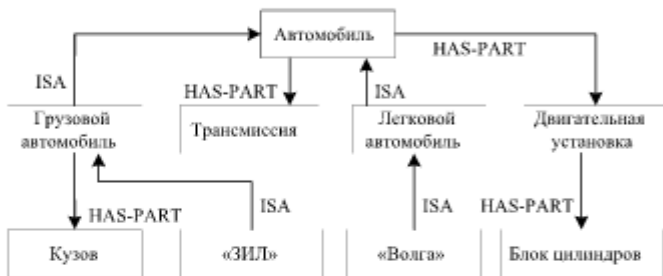 Автомобиль
HAS-PART
ISA
HAS-PART
ISA
Грузовой
автомобиль
Трансмиссия
Легковой
автомобиль
Двигательная
установка
HAS-PART
ISA
ISA
HAS-PART
Кузов
«ЗИЛ»
«Волга»
Блок цилиндров